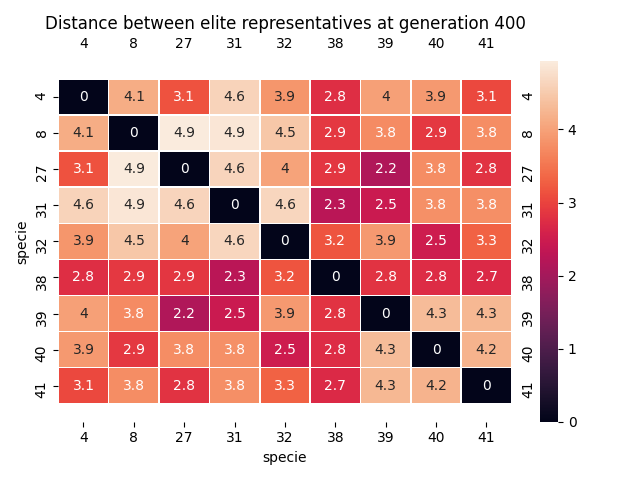 Distance between elite representatives at generation 400
4 8 27 31 32 38 39 40 41
4 0 4.1 3.1 4.6 3.9 2.8 4 3.9 3.1 4
8 4.1 0 4.9 4.9 4.5 2.9 3.8 2.9 3.8 8 4
27 3.1 4.9 0 4.6 4 2.9 2.2 3.8 2.8 27
31 4.6 4.9 4.6 0 4.6 2.3 2.5 3.8 3.8 31 3
specie 32 3.9 4.5 4 4.6 0 3.2 3.9 2.5 3.3 32
38 2.8 2.9 2.9 2.3 3.2 0 2.8 2.8 2.7 38 2
39 4 3.8 2.2 2.5 3.9 2.8 0 4.3 4.3 39
40 3.9 2.9 3.8 3.8 2.5 2.8 4.3 0 4.2 40 1
41 3.1 3.8 2.8 3.8 3.3 2.7 4.3 4.2 0 41
0
4 8 27 31 32 38 39 40 41
specie